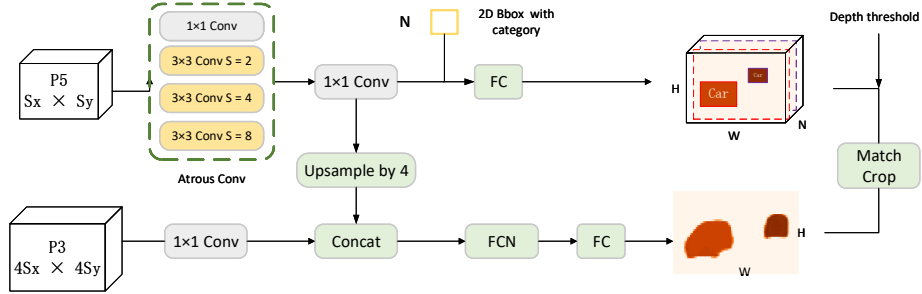 1×1 Conv
3×3 Conv S = 2
3×3 Conv S = 4
3×3 Conv S = 8
Atrous Conv
P5
Sx × Sy
1×1 Conv
N
2D Bbox with
category
FC
H
Car
Car
W
N
Depth threshold
Match
Crop
Upsample by 4
P3
4Sx × 4Sy
1×1 Conv
Concat
FCN
FC
H
W